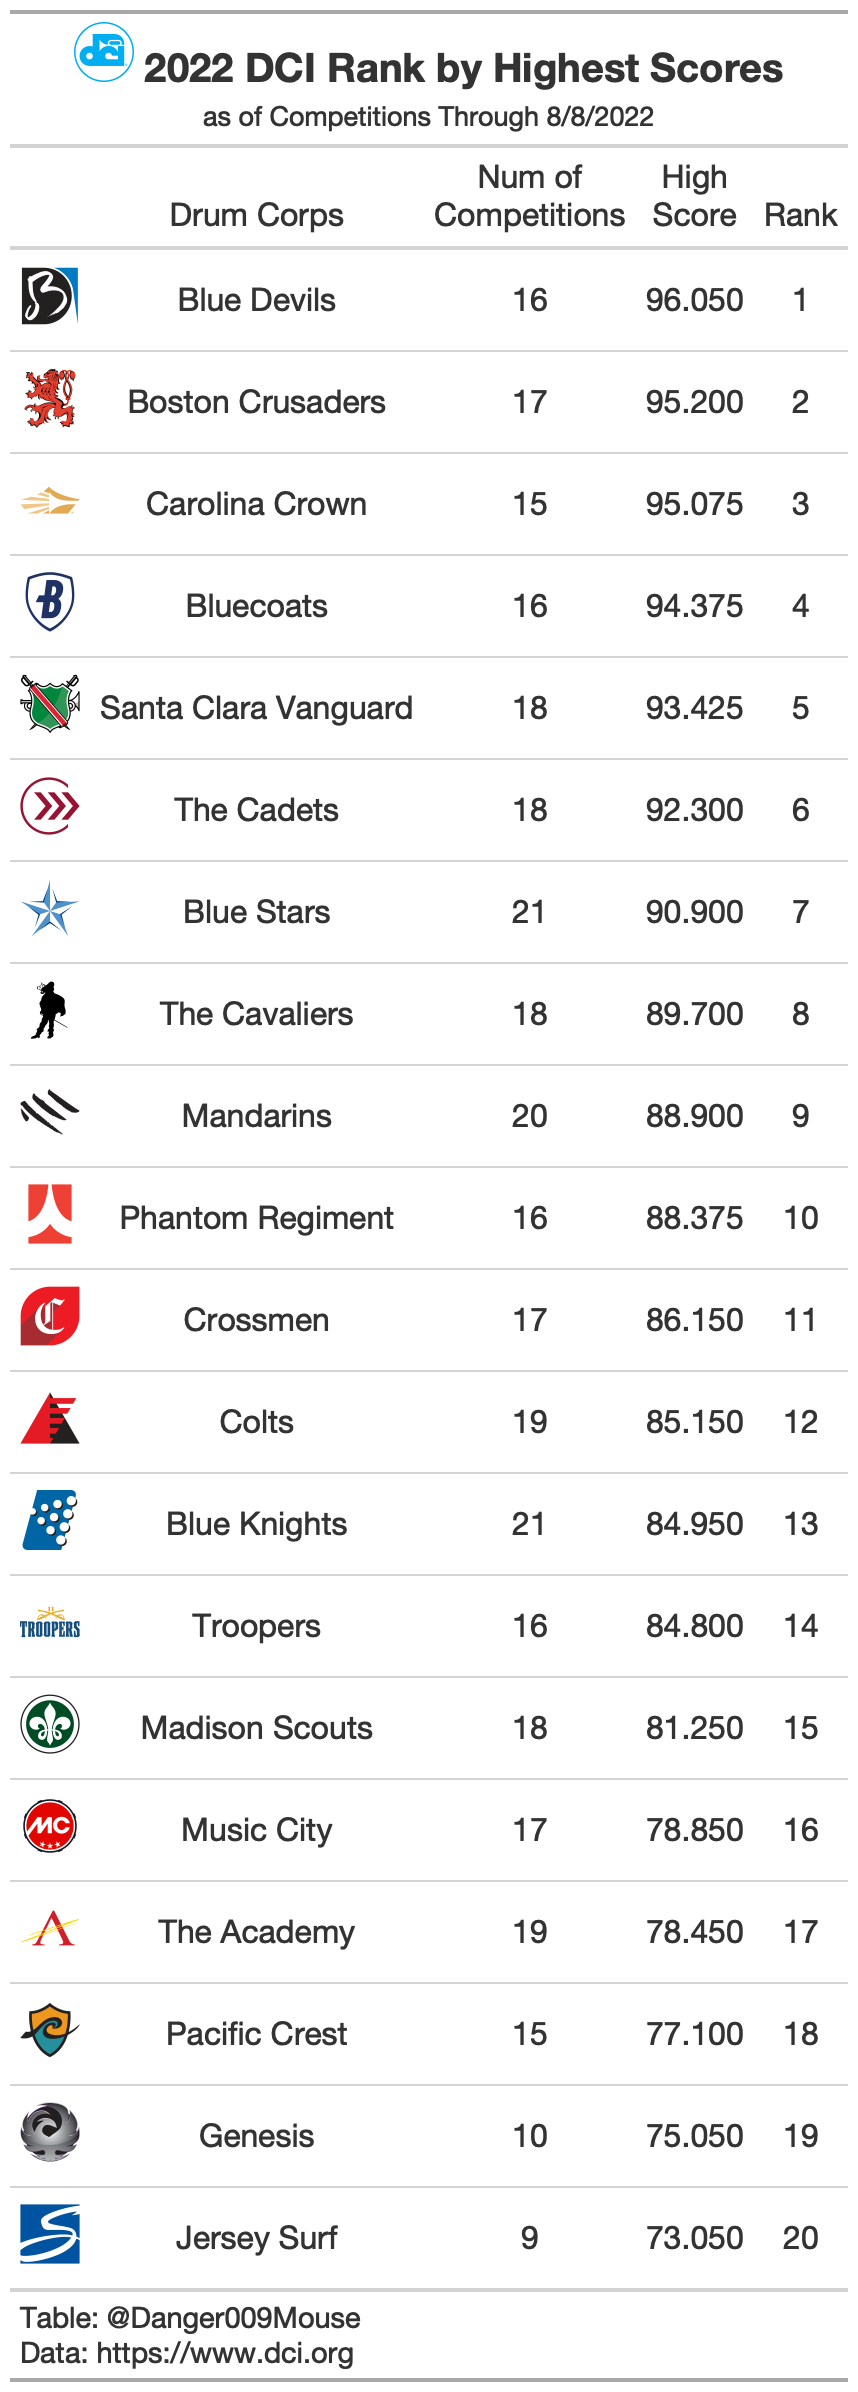 dci 2022 DCI Rank by Highest Scores
as of Competitions Through 8/8/2022
Num of High
Drum Corps Competitions Score Rank
B Blue Devils 16 96.050 1
Boston Crusaders 17 95.200 2
Carolina Crown 15 95.075 3
B Bluecoats 16 94.375 4
Santa Clara Vanguard 18 93.425 5
The Cadets 18 92.300 6
Blue Stars 21 90.900 7
The Cavaliers 18 89.700 8
Mandarins 20 88.900 9
Phantom Regiment 16 88.375 10
C Crossmen 17 86.150 11
Colts 19 85.150 12
Blue Knights 21 84.950 13
TROOPERS Troopers 16 84.800 14
Madison Scouts 18 81.250 15
MC Music City 17 78.850 16
A The Academy 19 78.450 17
Pacific Crest 15 77.100 18
Genesis 10 75.050 19
S Jersey Surf 9 73.050 20
Table: @Danger009Mouse
Data: https://www.dci.org